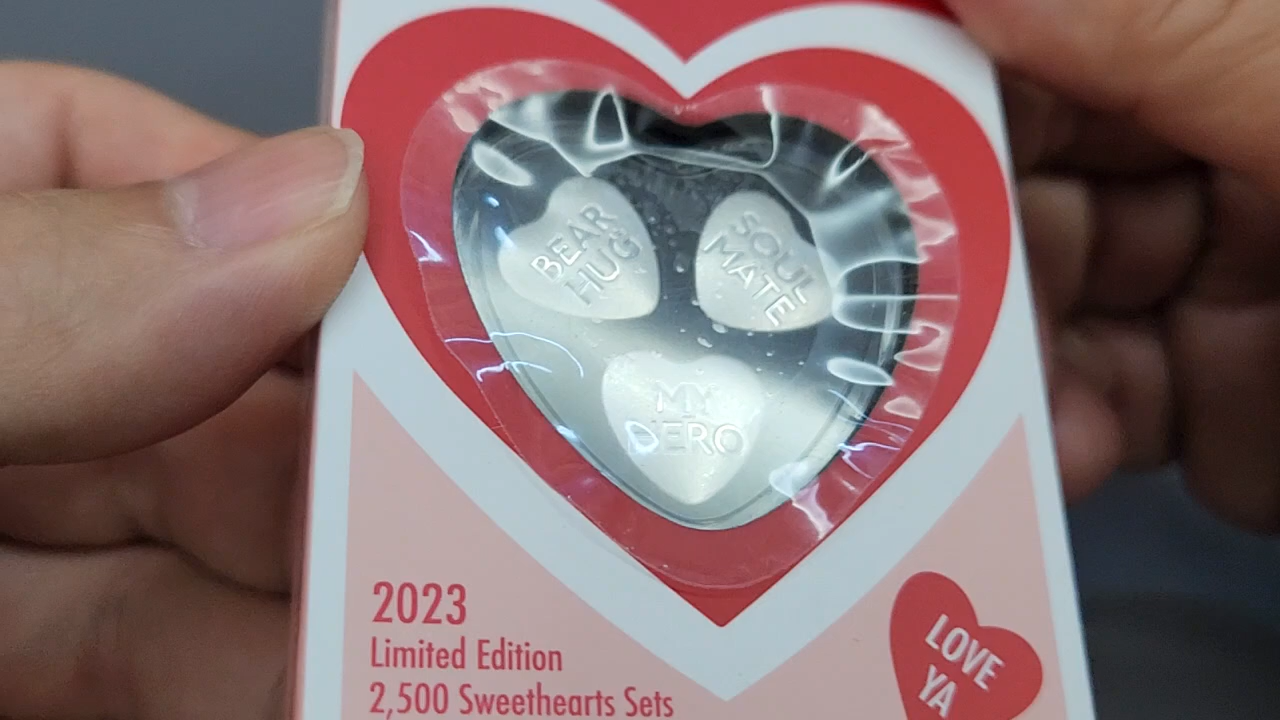 BEAR
HUG
SOUL
MATE
MY
HERO
2023
Limited Edition
2,500 Sweethearts Sets
LOVE
YA